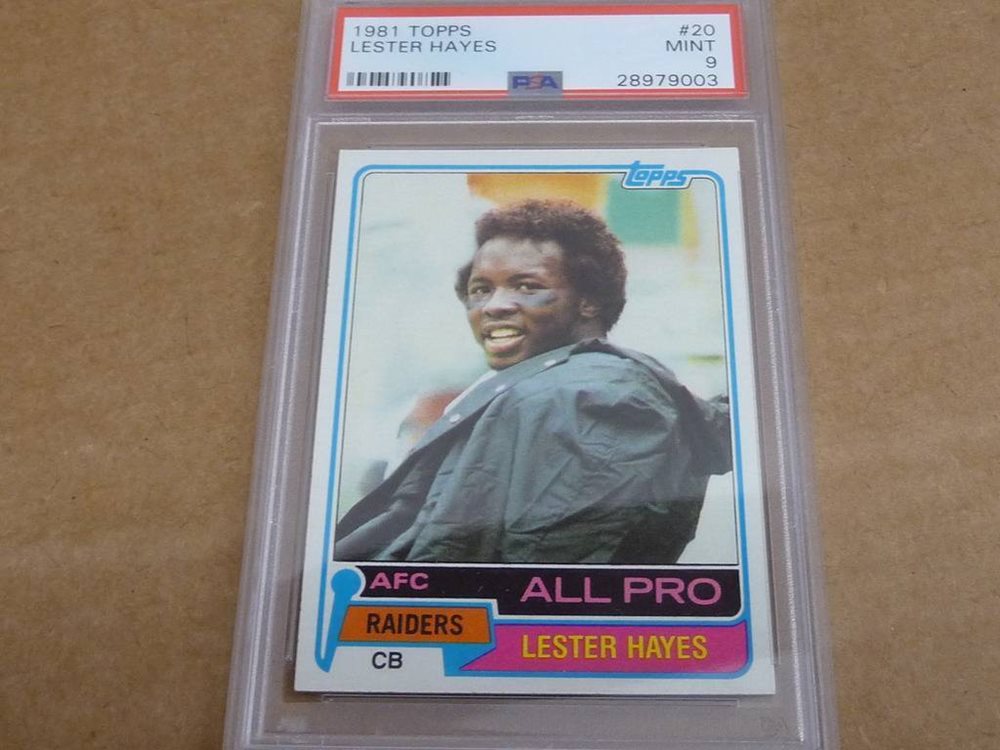 1981 TOPPS #20
LESTER HAYES MINT
9
PSA 28979003
topps
AFC ALL PRO
RAIDERS LESTER HAYES
CB